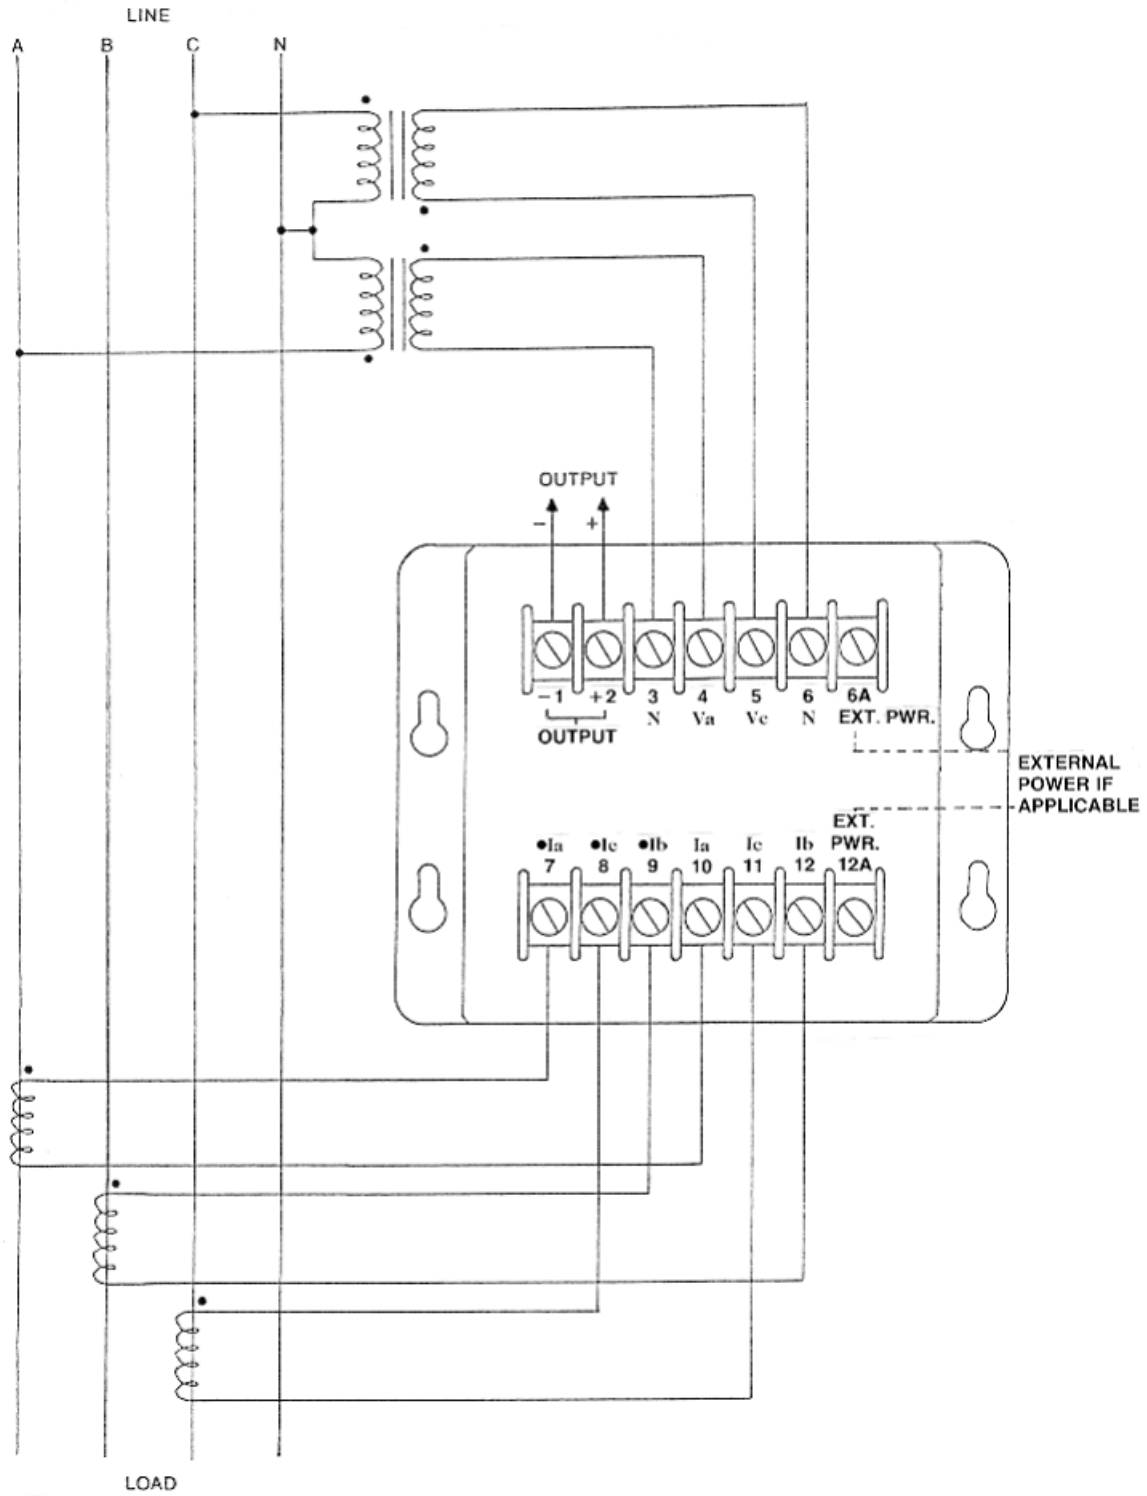 LINE
A B C N
OUTPUT
- +
-1 +2 3 4 5 6 6A
N Va Vc N EXT. PWR.
OUTPUT
EXTERNAL
POWER IF
APPLICABLE
EXT.
PWR.
•Ia •Ic •Ib Ia Ic Ib
7 8 9 10 11 12 12A
LOAD